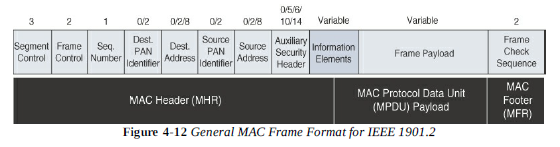 3 2 1 0/2 0/2/8 0/2 0/2/8 0/5/6/10/14 Variable Variable 2
Segment Control
Frame Control
Seq. Number
Dest. PAN Identifier
Dest. Address
Source PAN Identifier
Source Address
Auxiliary Security Header
Information Elements
Frame Payload
Frame Check Sequence
MAC Header (MHR)
MAC Protocol Data Unit (MPDU) Payload
MAC Footer (MFR)
Figure 4-12 General MAC Frame Format for IEEE 1901.2